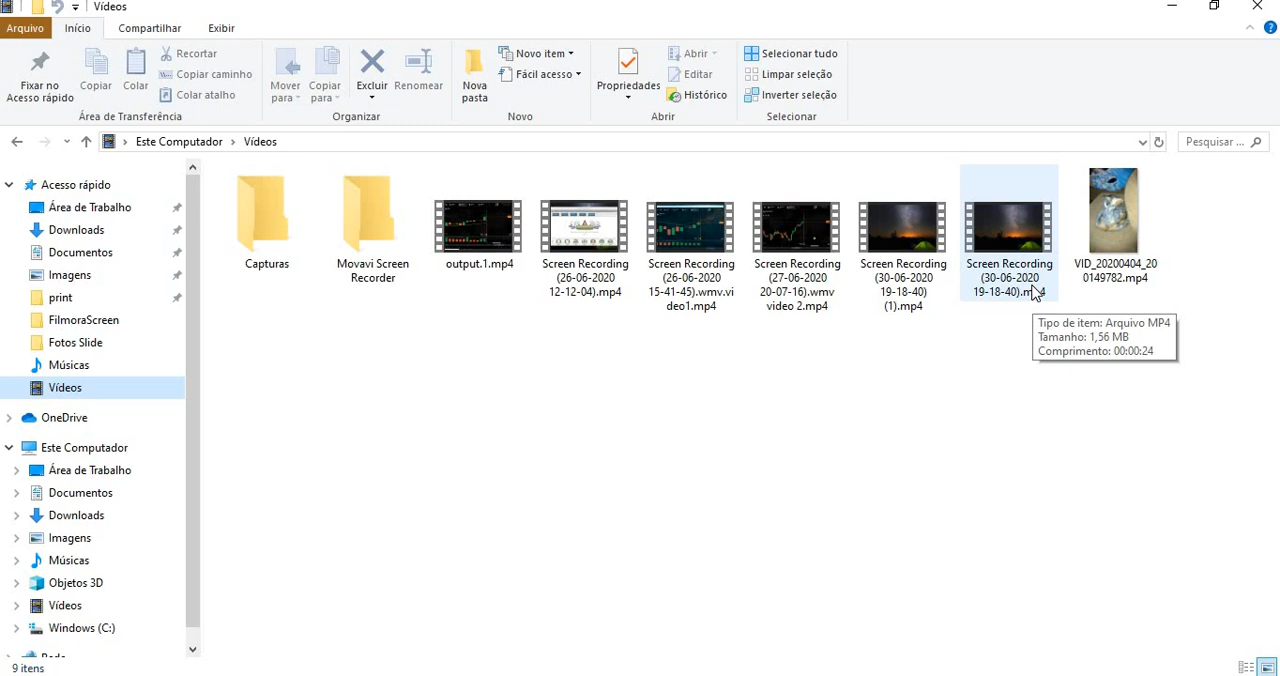 Vídeos
Arquivo
Início
Compartilhar
Exibir
Fixar no
Acesso rápido
Copiar
Colar
Recortar
Copiar caminho
Colar atalho
Área de Transferência
Mover
para
Copiar
para
Excluir
Renomear
Organizar
Nova
pasta
Novo item
Fácil acesso
Novo
Propriedades
Abrir
Editar
Histórico
Abrir
Selecionar tudo
Limpar seleção
Inverter seleção
Selecionar
Este Computador > Vídeos
Pesquisar ...
Acesso rápido
Área de Trabalho
Downloads
Documentos
Imagens
print
FilmoraScreen
Fotos Slide
Músicas
Vídeos
OneDrive
Este Computador
Área de Trabalho
Documentos
Downloads
Imagens
Músicas
Objetos 3D
Vídeos
Windows (C:)
Capturas
Movavi Screen
Recorder
output.1.mp4
Screen Recording
(26-06-2020
12-12-04).mp4
Screen Recording
(26-06-2020
15-41-45).wmv.vi
deo1.mp4
Screen Recording
(27-06-2020
20-07-16).wmv
video 2.mp4
Screen Recording
(30-06-2020
19-18-40)
(1).mp4
Screen Recording
(30-06-2020
19-18-40).mp4
VID_20200404_20
0149782.mp4
Tipo de item: Arquivo MP4
Tamanho: 1,56 MB
Comprimento: 00:00:24
9 itens